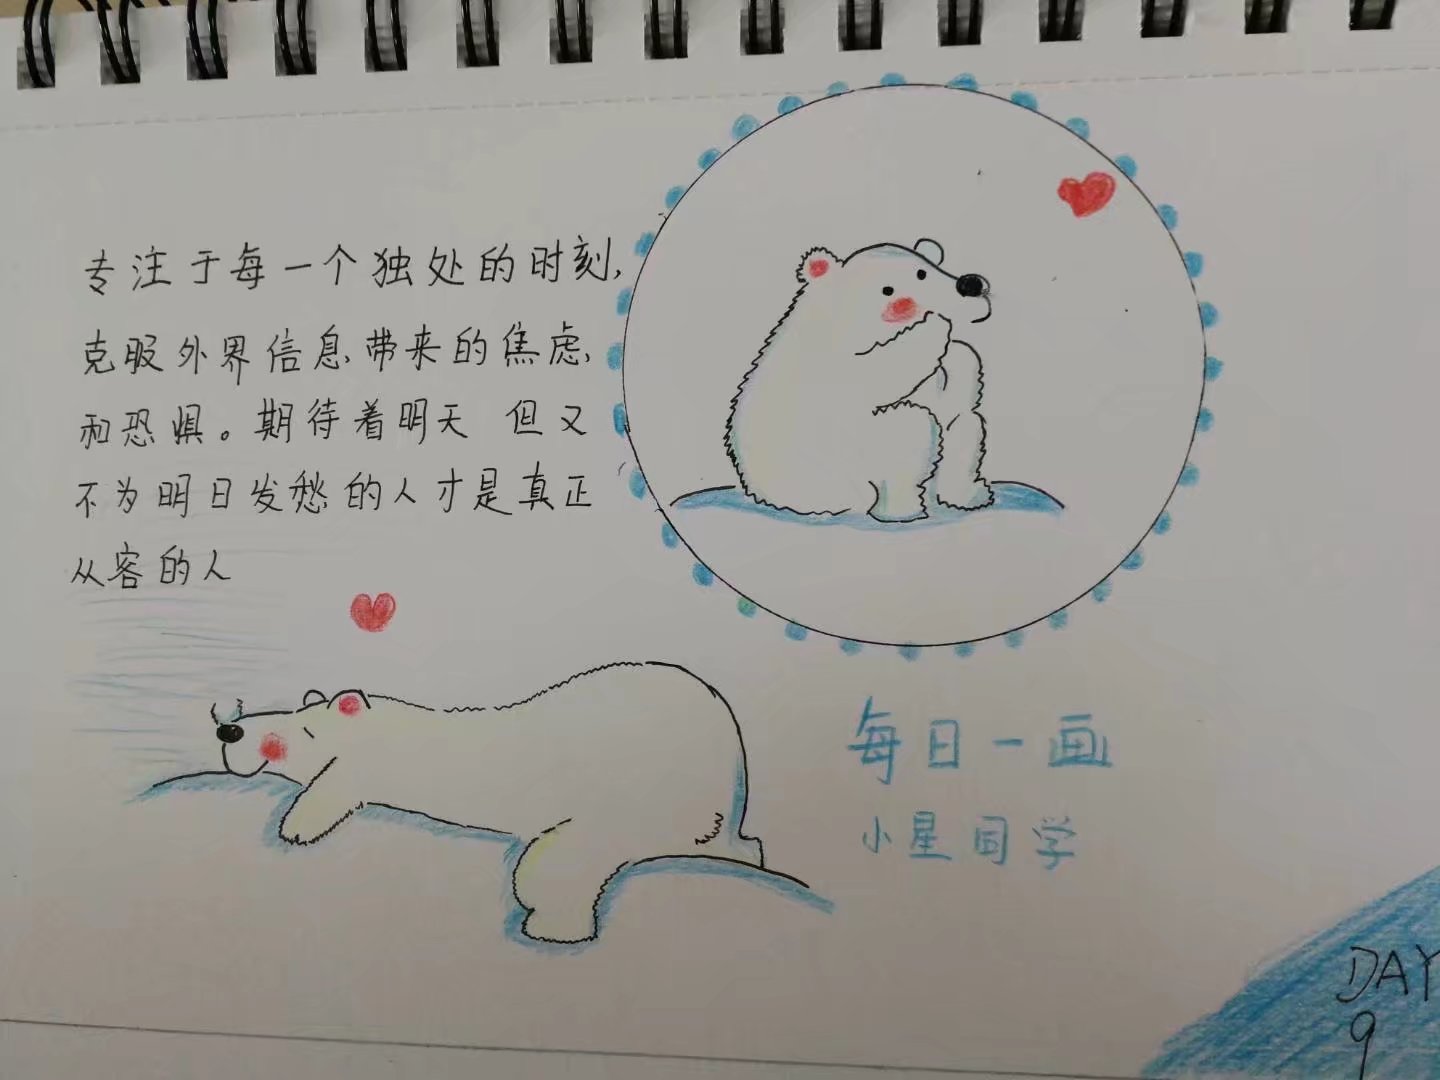 专注于每一个独处的时刻,
克服外界信息带来的焦虑,
和恐惧。期待着明天 但又
不为明日发愁的人才是真正
从容的人
每日一画
小星同学
DAY
9